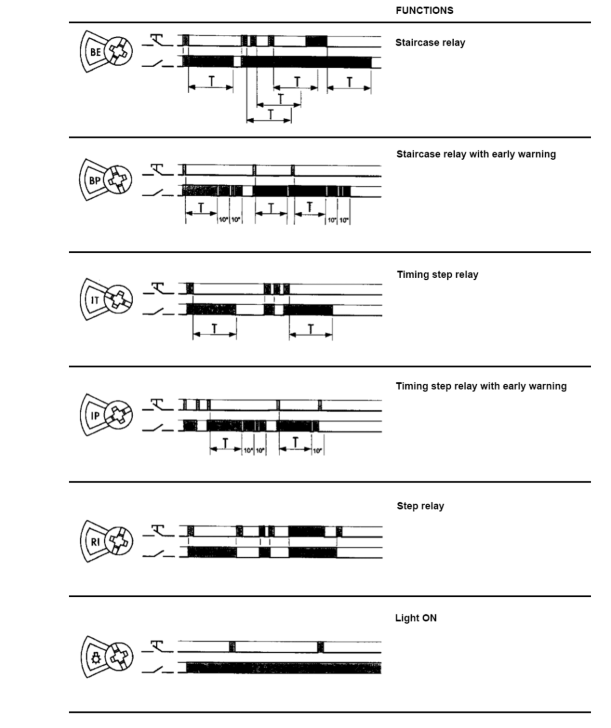 FUNCTIONS
Staircase relay
BE
T
T
T
T
T
Staircase relay with early warning
BP
T
10"
10"
T
T
10"
10"
Timing step relay
IT
T
T
Timing step relay with early warning
IP
T
10"
10"
T
10"
Step relay
RI
Light ON